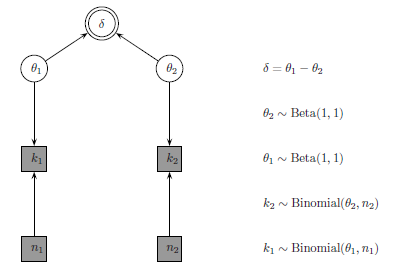 δ
θ₁ θ₂ δ = θ₁ − θ₂
θ₂ ∼ Beta(1, 1)
k₁ k₂ θ₁ ∼ Beta(1, 1)
k₂ ∼ Binomial(θ₂, n₂)
n₁ n₂ k₁ ∼ Binomial(θ₁, n₁)